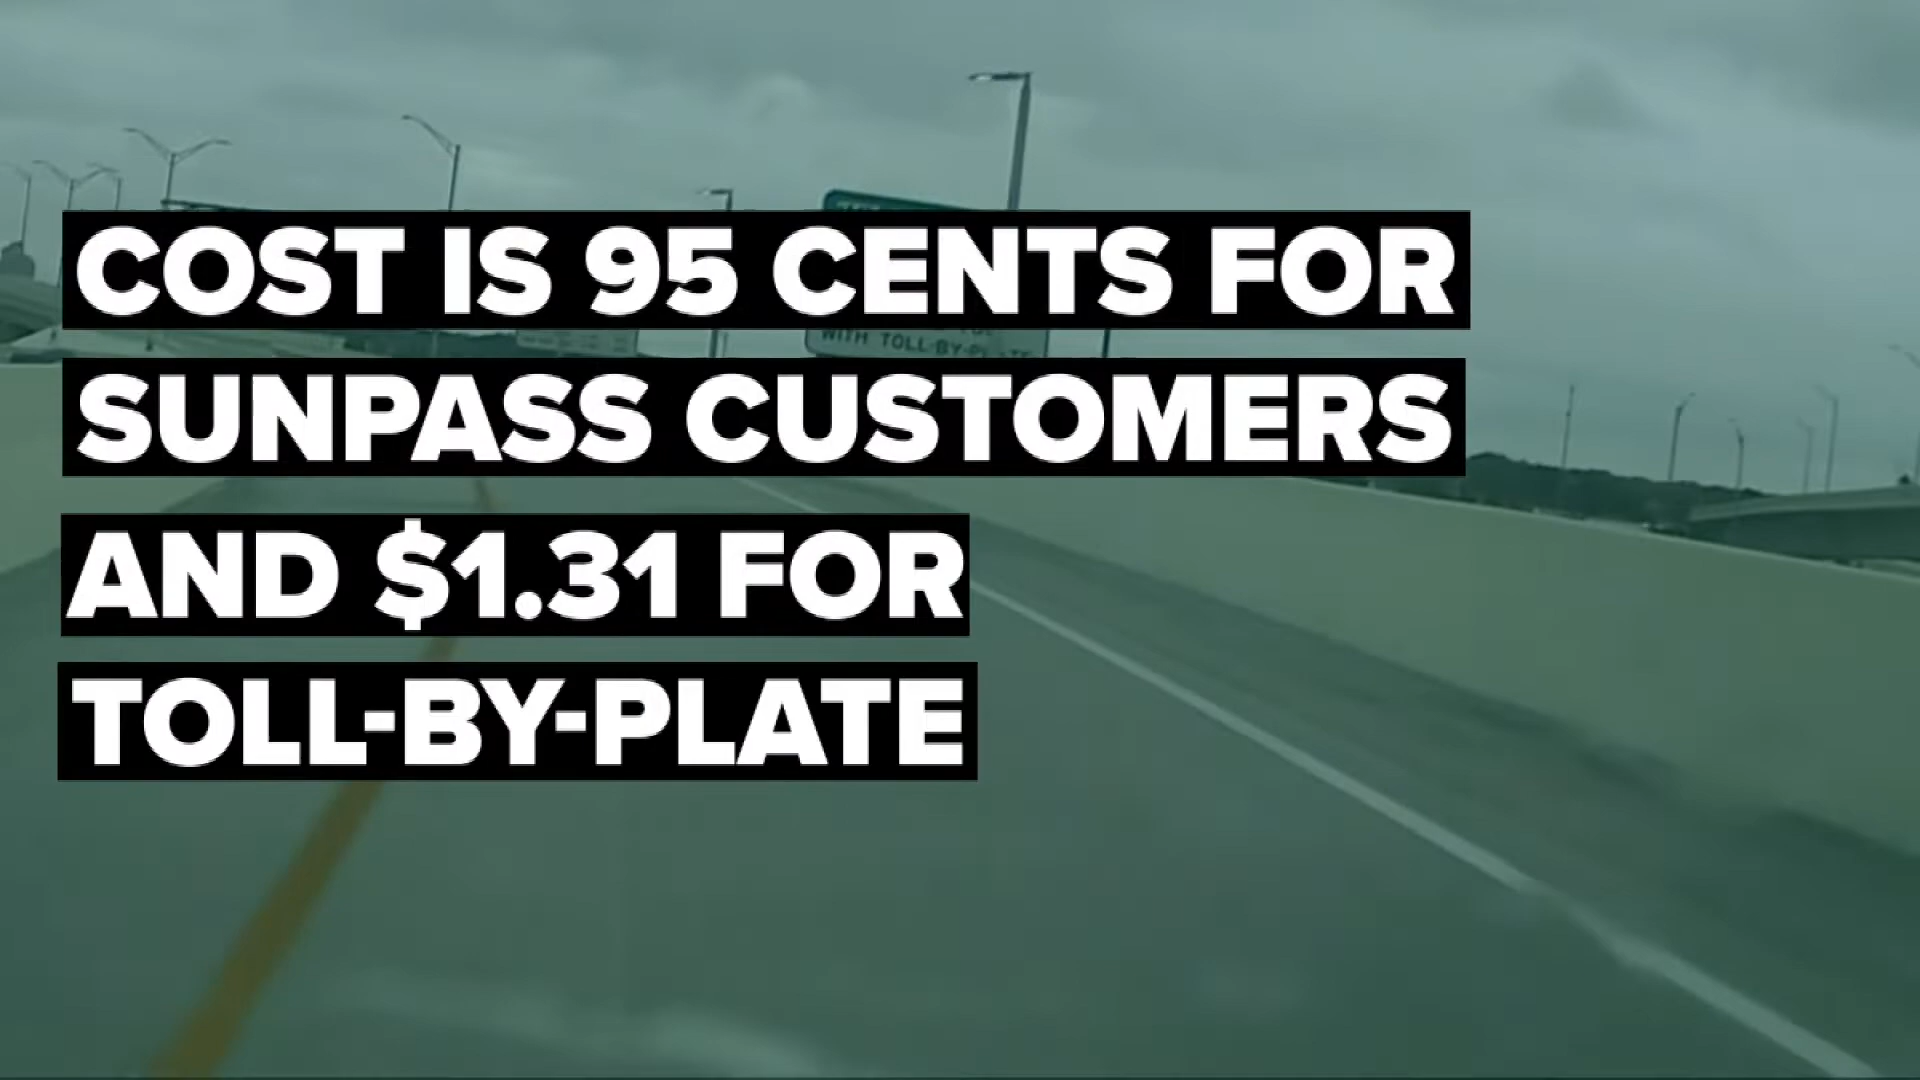 COST IS 95 CENTS FOR
WITH TOLL-BY-PLATE
SUNPASS CUSTOMERS
AND $1.31 FOR
TOLL-BY-PLATE